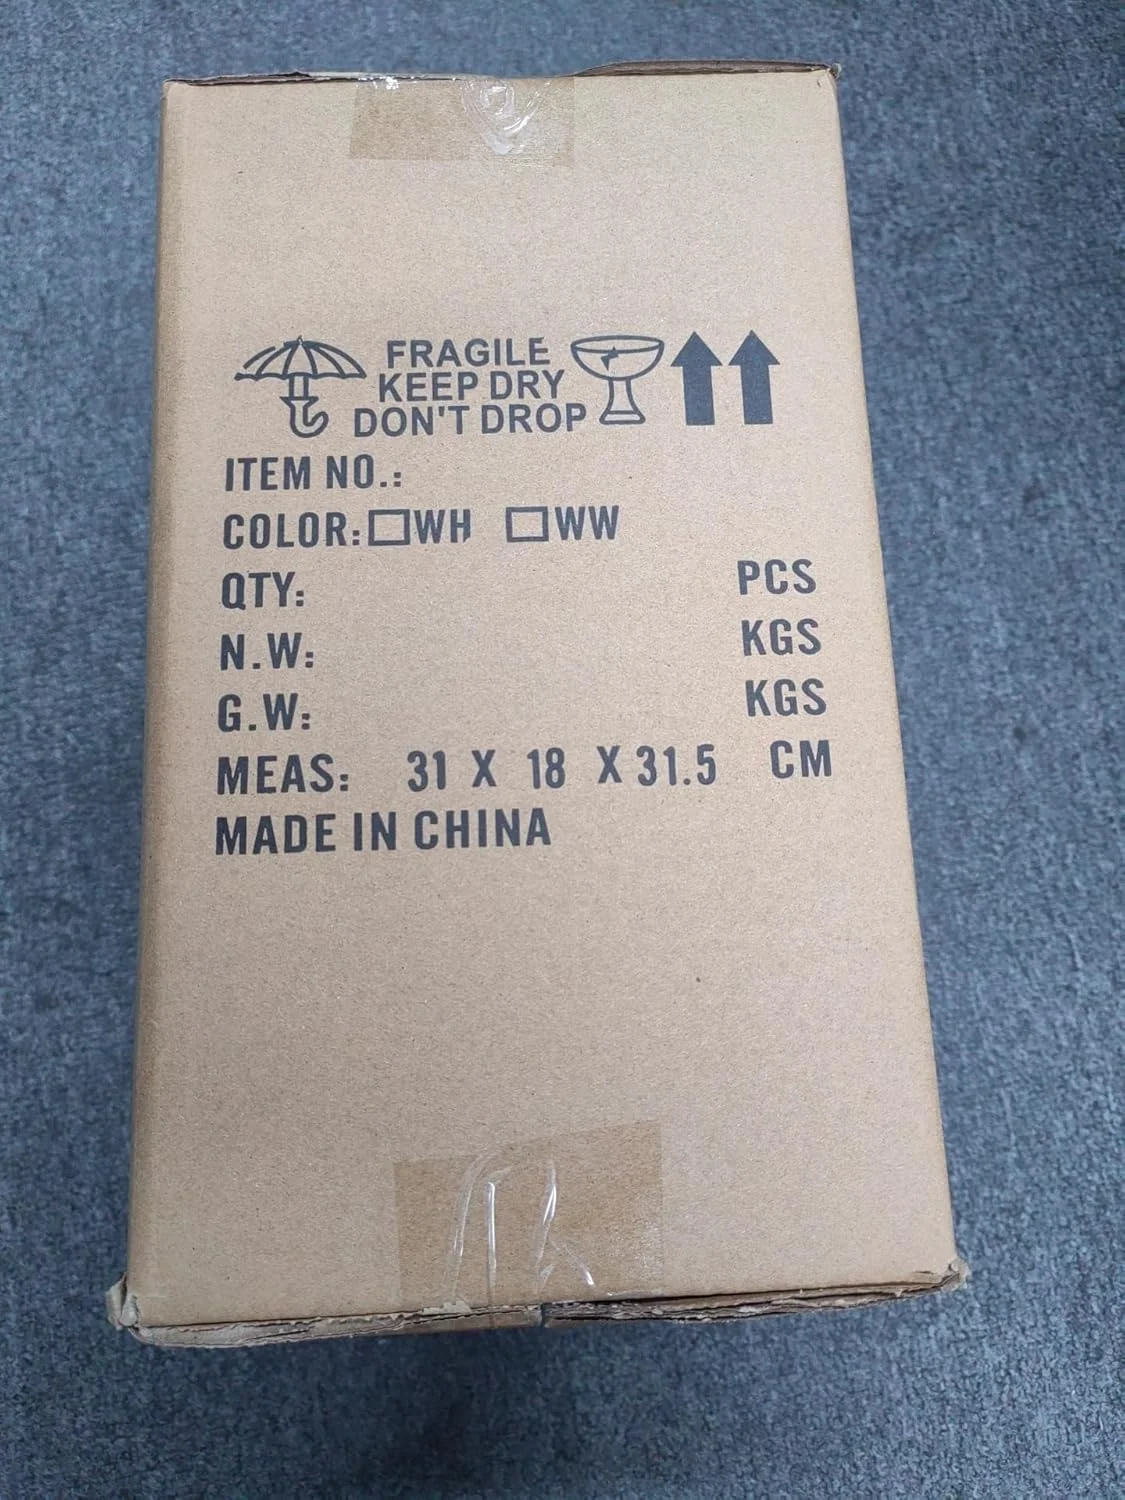 FRAGILE
KEEP DRY
DON'T DROP
ITEM NO.:
COLOR: WH WW
QTY: PCS
N.W: KGS
G.W: KGS
MEAS: 31 X 18 X 31.5 CM
MADE IN CHINA